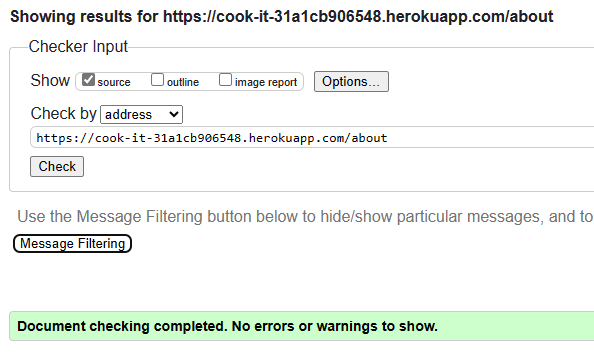 Showing results for https://cook-it-31a1cb906548.herokuapp.com/about
Checker Input
Show source outline image report Options...
Check by address
https://cook-it-31a1cb906548.herokuapp.com/about
Check
Use the Message Filtering button below to hide/show particular messages, and to
Message Filtering
Document checking completed. No errors or warnings to show.